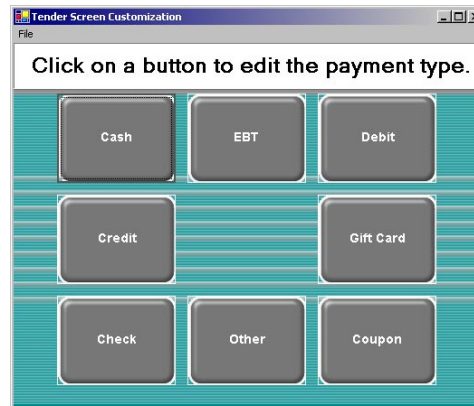 Tender Screen Customization
File
Click on a button to edit the payment type.
Cash EBT Debit
Credit Gift Card
Check Other Coupon